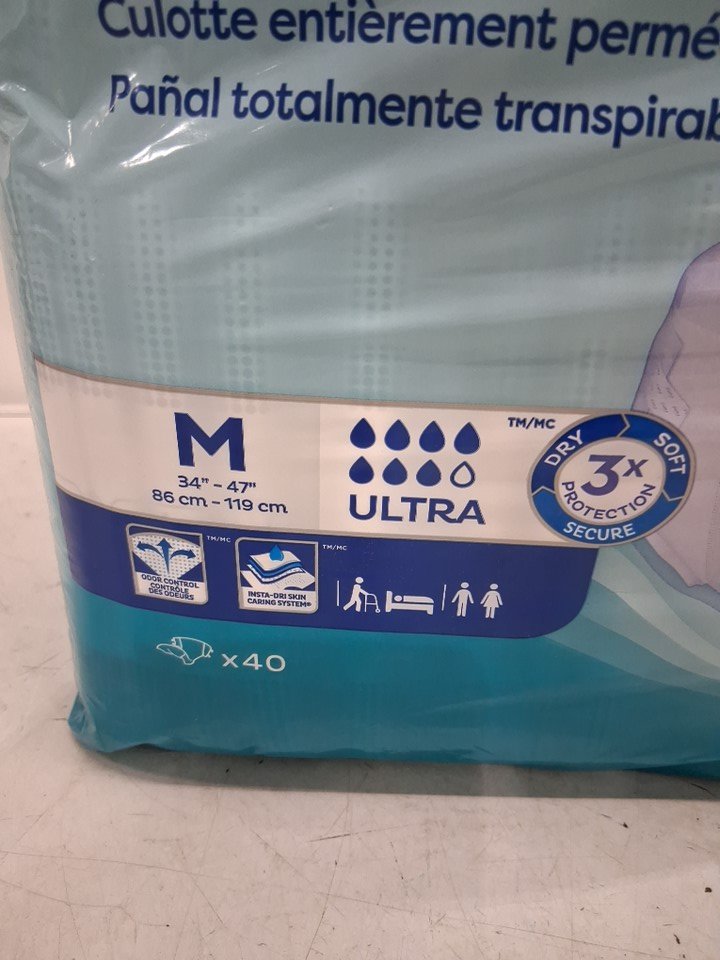 Culotte entièrement permé
Pañal totalmente transpirab
M
34" - 47"
86 cm - 119 cm
TM/MC
ULTRA
DRY
SOFT
3x
PROTECTION
SECURE
TM/MC
ODOR CONTROL
CONTRÔLE
DES ODEURS
TM/MC
INSTA-DRI SKIN
CARING SYSTEM®
x40